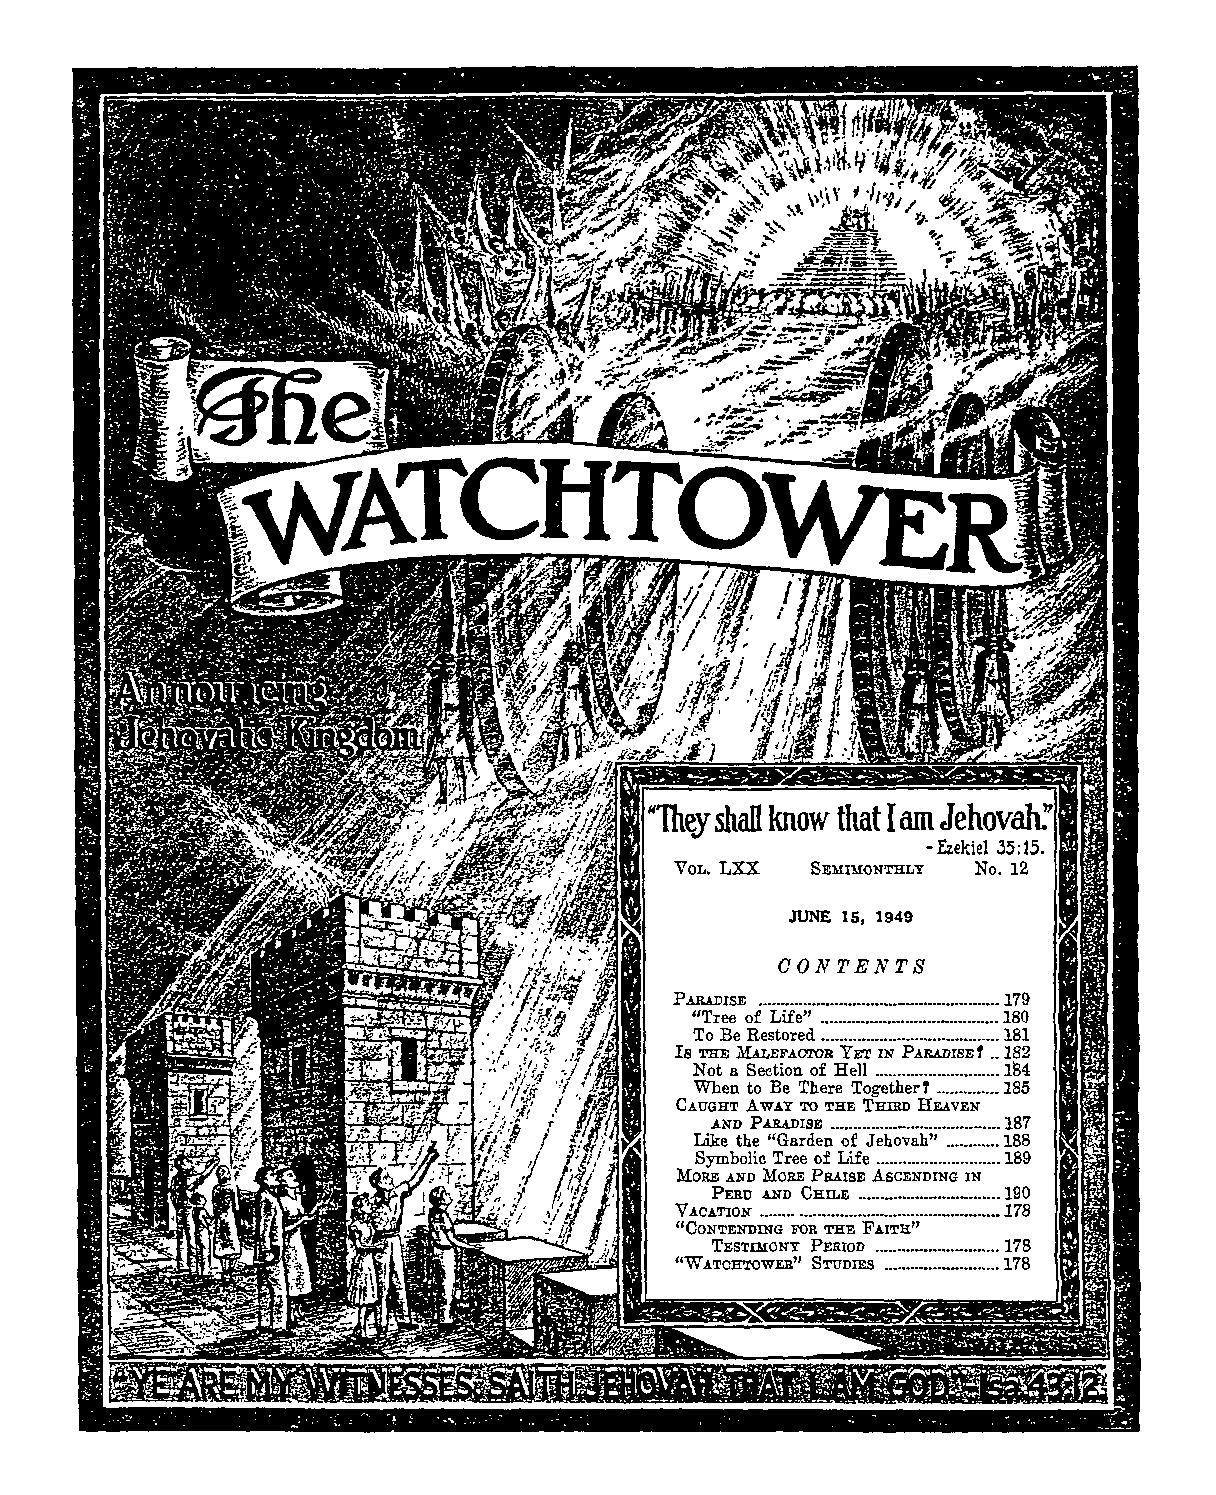 The
WATCHTOWER
Announcing
Jehovah's Kingdom
"They shall know that I am Jehovah."
-Ezekiel 35:15.
VOL. LXX SEMIMONTHLY No. 12
JUNE 15, 1949
CONTENTS
PARADISE 179
"Tree of Life" 180
To Be Restored 181
IS THE MALEFACTOR YET IN PARADISE? 182
Not a Section of Hell 184
When to Be There Together? 185
CAUGHT AWAY TO THE THIRD HEAVEN
AND PARADISE 187
Like the "Garden of Jehovah" 188
Symbolic Tree of Life 189
MORE AND MORE PRAISE ASCENDING IN
PERU AND CHILE 190
VACATION 178
"CONTENDING FOR THE FAITH"
TESTIMONY PERIOD 178
"WATCHTOWER" STUDIES 178
"YE ARE MY WITNESSES, SAITH JEHOVAH, THAT I AM GOD."-Isa. 43:12.